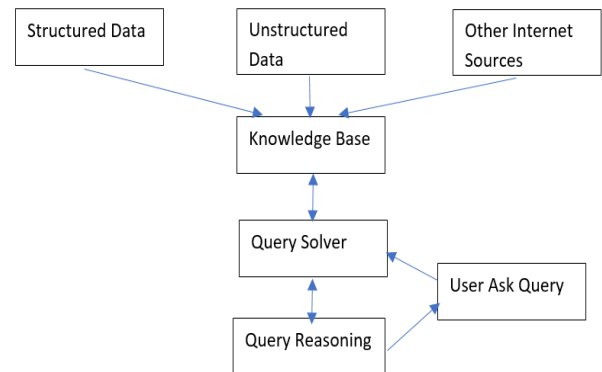 Structured Data
Unstructured
Data
Other Internet
Sources
Knowledge Base
Query Solver
User Ask Query
Query Reasoning